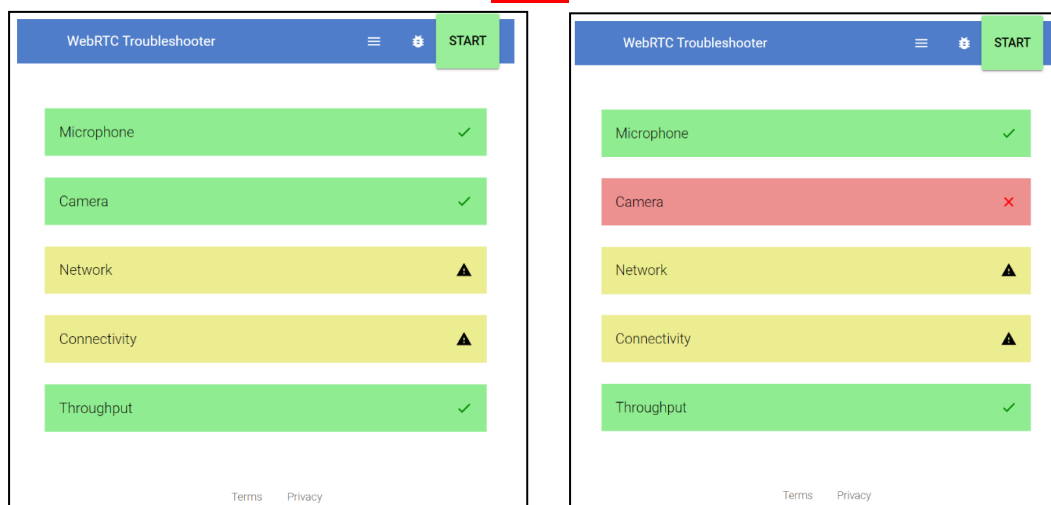 WebRTC Troubleshooter START
Microphone
Camera
Network
Connectivity
Throughput
Terms Privacy
WebRTC Troubleshooter START
Microphone
Camera
Network
Connectivity
Throughput
Terms Privacy